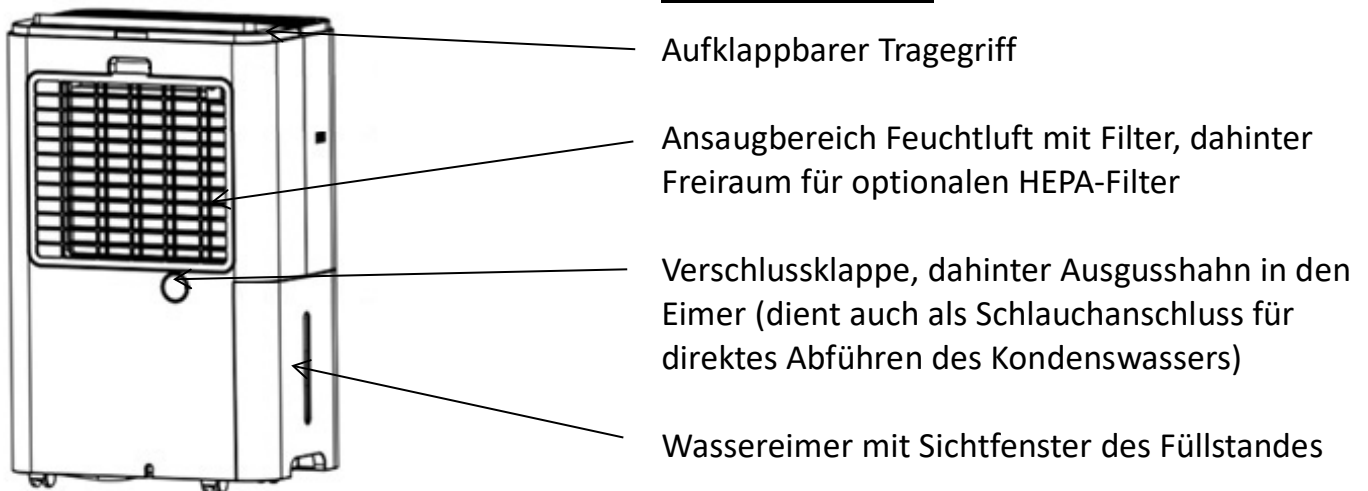 Aufklappbarer Tragegriff
Ansaugbereich Feuchtluft mit Filter, dahinter
Freiraum für optionalen HEPA-Filter
Verschlussklappe, dahinter Ausgusshahn in den
Eimer (dient auch als Schlauchanschluss für
direktes Abführen des Kondenswassers)
Wassereimer mit Sichtfenster des Füllstandes